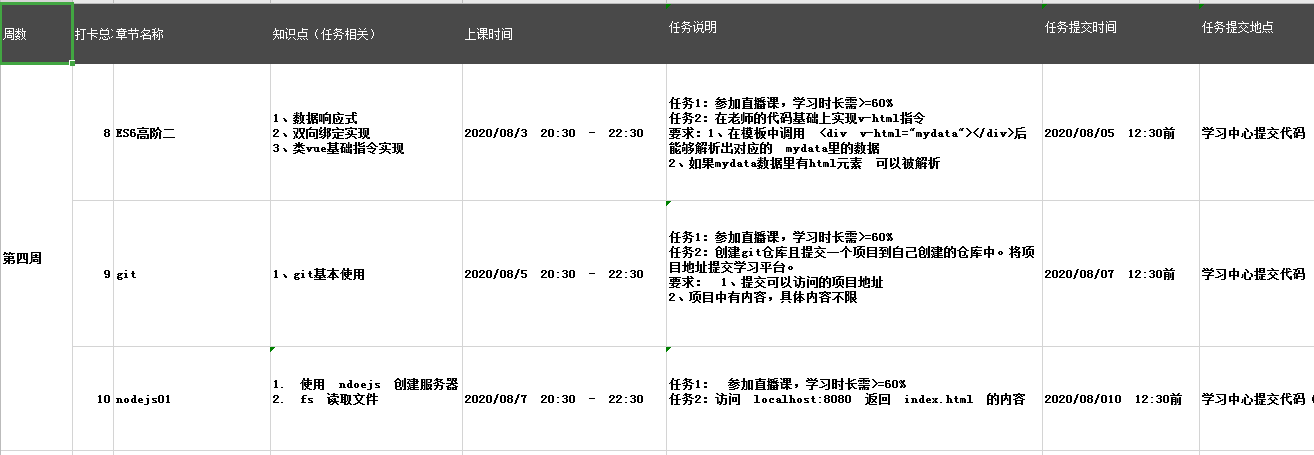 周数
打卡总
章节名称
知识点（任务相关）
上课时间
任务说明
任务提交时间
任务提交地点
第四周
8
ES6高阶二
1、数据响应式
2、双向绑定实现
3、类vue基础指令实现
2020/08/3 20:30 - 22:30
任务1：参加直播课，学习时长需>=60%
任务2：在老师的代码基础上实现v-html指令
要求：1、在模板中调用 <div v-html="mydata"></div>后
能够解析出对应的 mydata里的数据
2、如果mydata数据里有html元素 可以被解析
2020/08/05 12:30前
学习中心提交代码
9
git
1、git基本使用
2020/08/5 20:30 - 22:30
任务1：参加直播课，学习时长需>=60%
任务2：创建git仓库且提交一个项目到自己创建的仓库中。将项
目地址提交学习平台。
要求： 1、提交可以访问的项目地址
2、项目中有内容，具体内容不限
2020/08/07 12:30前
学习中心提交代码
10
nodejs01
1. 使用 ndoejs 创建服务器
2. fs 读取文件
2020/08/7 20:30 - 22:30
任务1： 参加直播课，学习时长需>=60%
任务2：访问 localhost:8080 返回 index.html 的内容
2020/08/010 12:30前
学习中心提交代码（